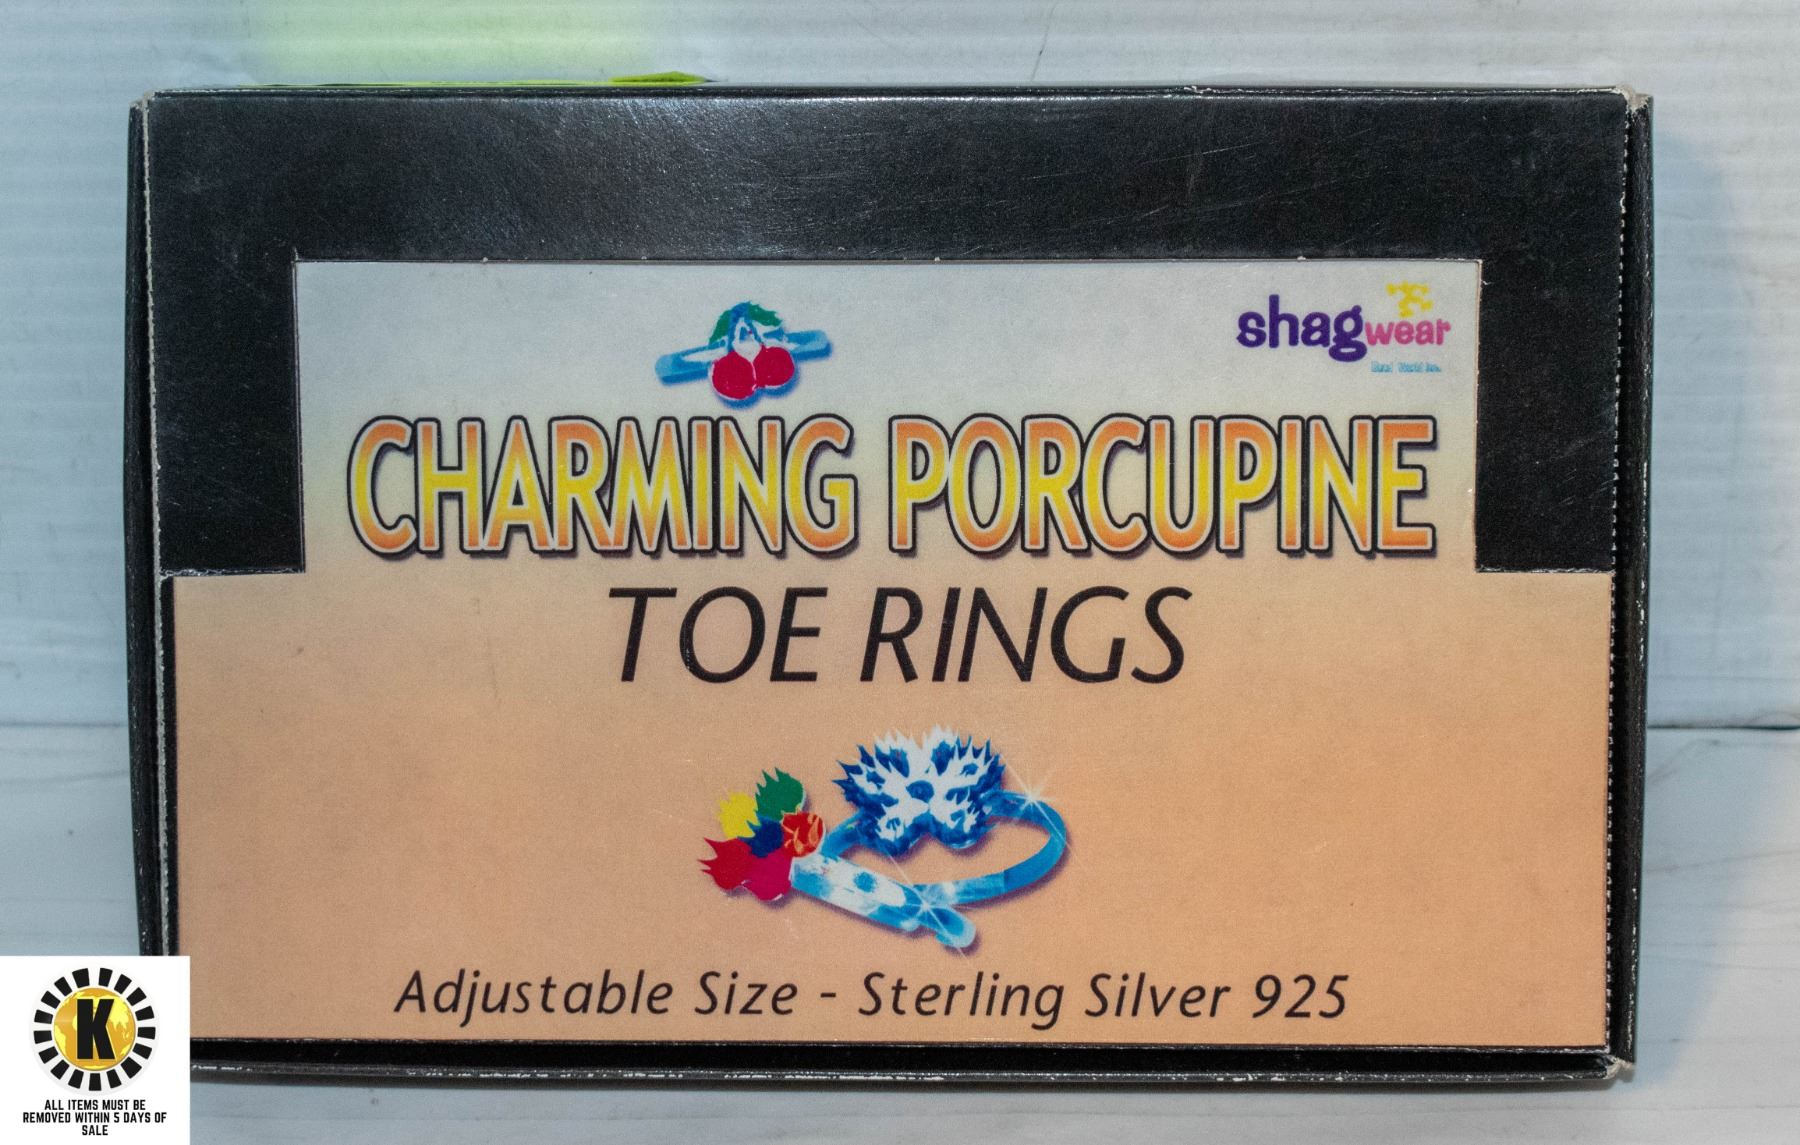 shagwear
CHARMING PORCUPINE
TOE RINGS
Adjustable Size - Sterling Silver 925
K
ALL ITEMS MUST BE
REMOVED WITHIN 5 DAYS OF
SALE